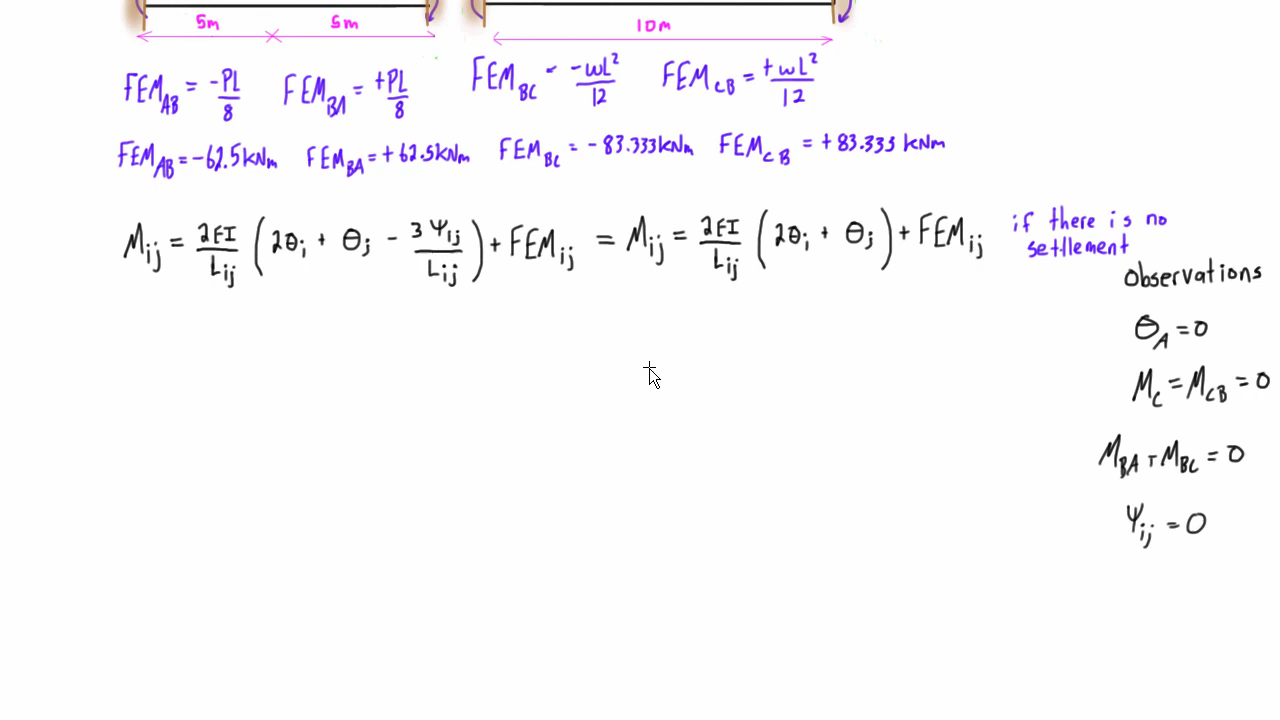 5m 5m 10m
FEM_AB = -PL/8 FEM_BA = +PL/8 FEM_BC = -wL²/12 FEM_CB = +wL²/12
FEM_AB = -62.5kNm FEM_BA = +62.5kNm FEM_BC = -83.333kNm FEM_CB = +83.333 kNm
M_ij = 2EI/L_ij (2θ_i + θ_j - 3Ψ_ij/L_ij) + FEM_ij = M_ij = 2EI/L_ij (2θ_i + θ_j) + FEM_ij
if there is no
settlement
Observations
θ_A = 0
M_C = M_CB = 0
M_BA + M_BC = 0
Ψ_ij = 0